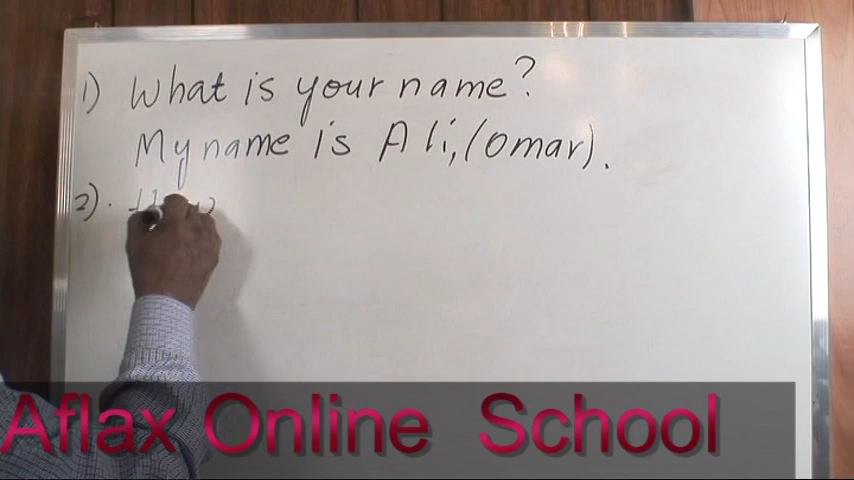 1) What is your name?
My name is Ali, (Omar).
2).
Aflax Online School